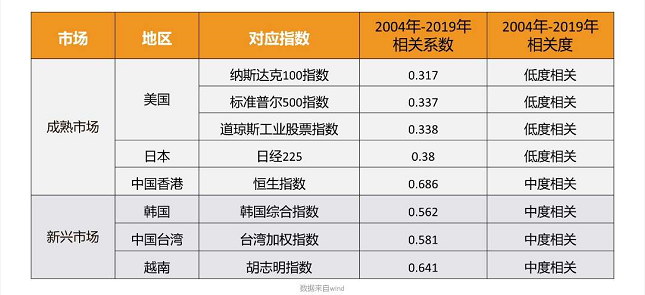 市场 地区 对应指数 2004年-2019年 相关系数 2004年-2019年 相关度
成熟市场 美国 纳斯达克100指数 0.317 低度相关
标准普尔500指数 0.337 低度相关
道琼斯工业股票指数 0.338 低度相关
日本 日经225 0.38 低度相关
中国香港 恒生指数 0.686 中度相关
新兴市场 韩国 韩国综合指数 0.562 中度相关
中国台湾 台湾加权指数 0.581 中度相关
越南 胡志明指数 0.641 中度相关
数据来自wind